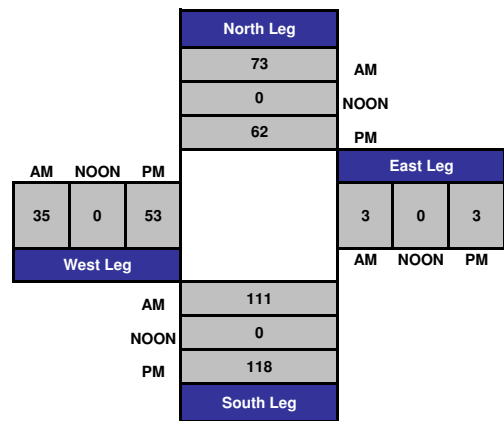 North Leg
73
AM
0
NOON
62
PM
AM NOON PM
East Leg
35 0 53
3 0 3
West Leg
AM NOON PM
AM
111
NOON
0
PM
118
South Leg